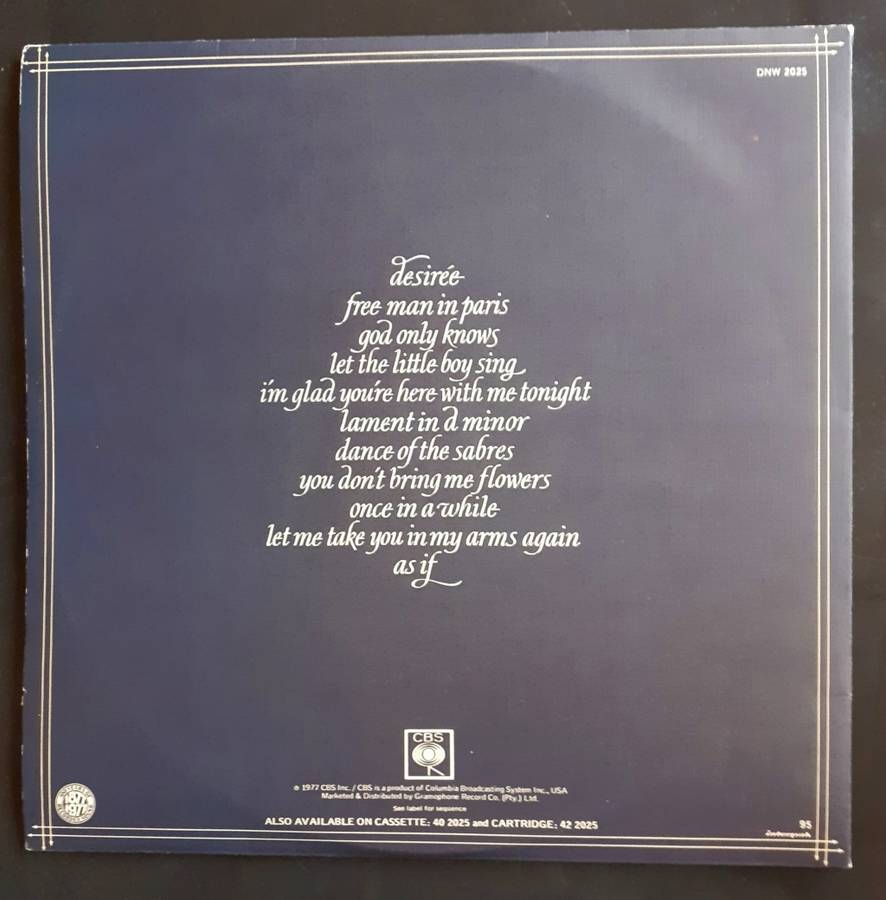 DNW 2025
desirée
free man in paris
god only knows
let the little boy sing
i'm glad you're here with me tonight
lament in d minor
dance of the sabres
you don't bring me flowers
once in a while
let me take you in my arms again
as if
CBS
℗ 1977 CBS Inc. / CBS is a product of Columbia Broadcasting System Inc., USA
Marketed & Distributed by Gramophone Record Co. (Pty.) Ltd.
See label for sequence
ALSO AVAILABLE ON CASSETTE: 40 2025 and CARTRIDGE: 42 2025
1877
1977
95